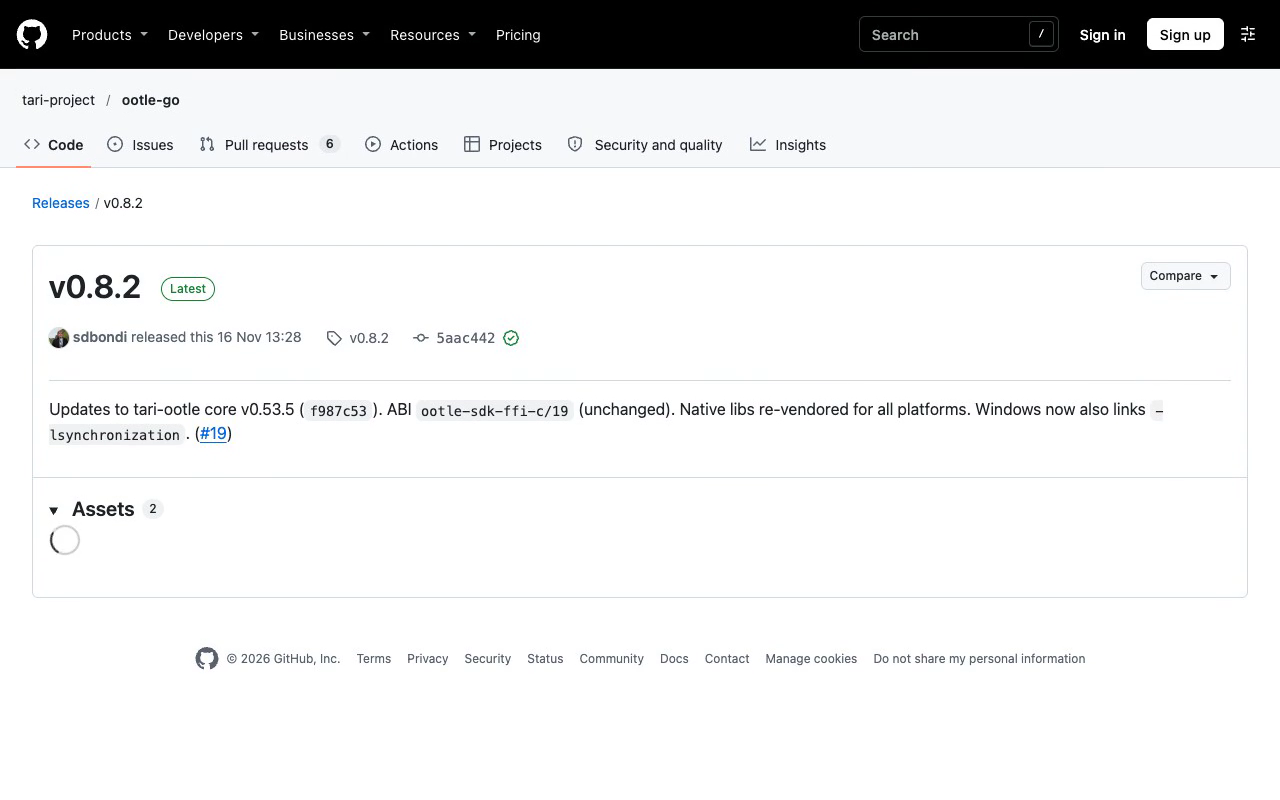 Products Developers Businesses Resources Pricing Search / Sign in Sign up
tari-project / ootle-go
Code Issues Pull requests 6 Actions Projects Security and quality Insights
Releases / v0.8.2
v0.8.2 Latest Compare
sdbondi released this 16 Nov 13:28 v0.8.2 5aac442
Updates to tari-ootle core v0.53.5 ( f987c53 ). ABI ootle-sdk-ffi-c/19 (unchanged). Native libs re-vendored for all platforms. Windows now also links -
lsynchronization . (#19)
Assets 2
© 2026 GitHub, Inc. Terms Privacy Security Status Community Docs Contact Manage cookies Do not share my personal information